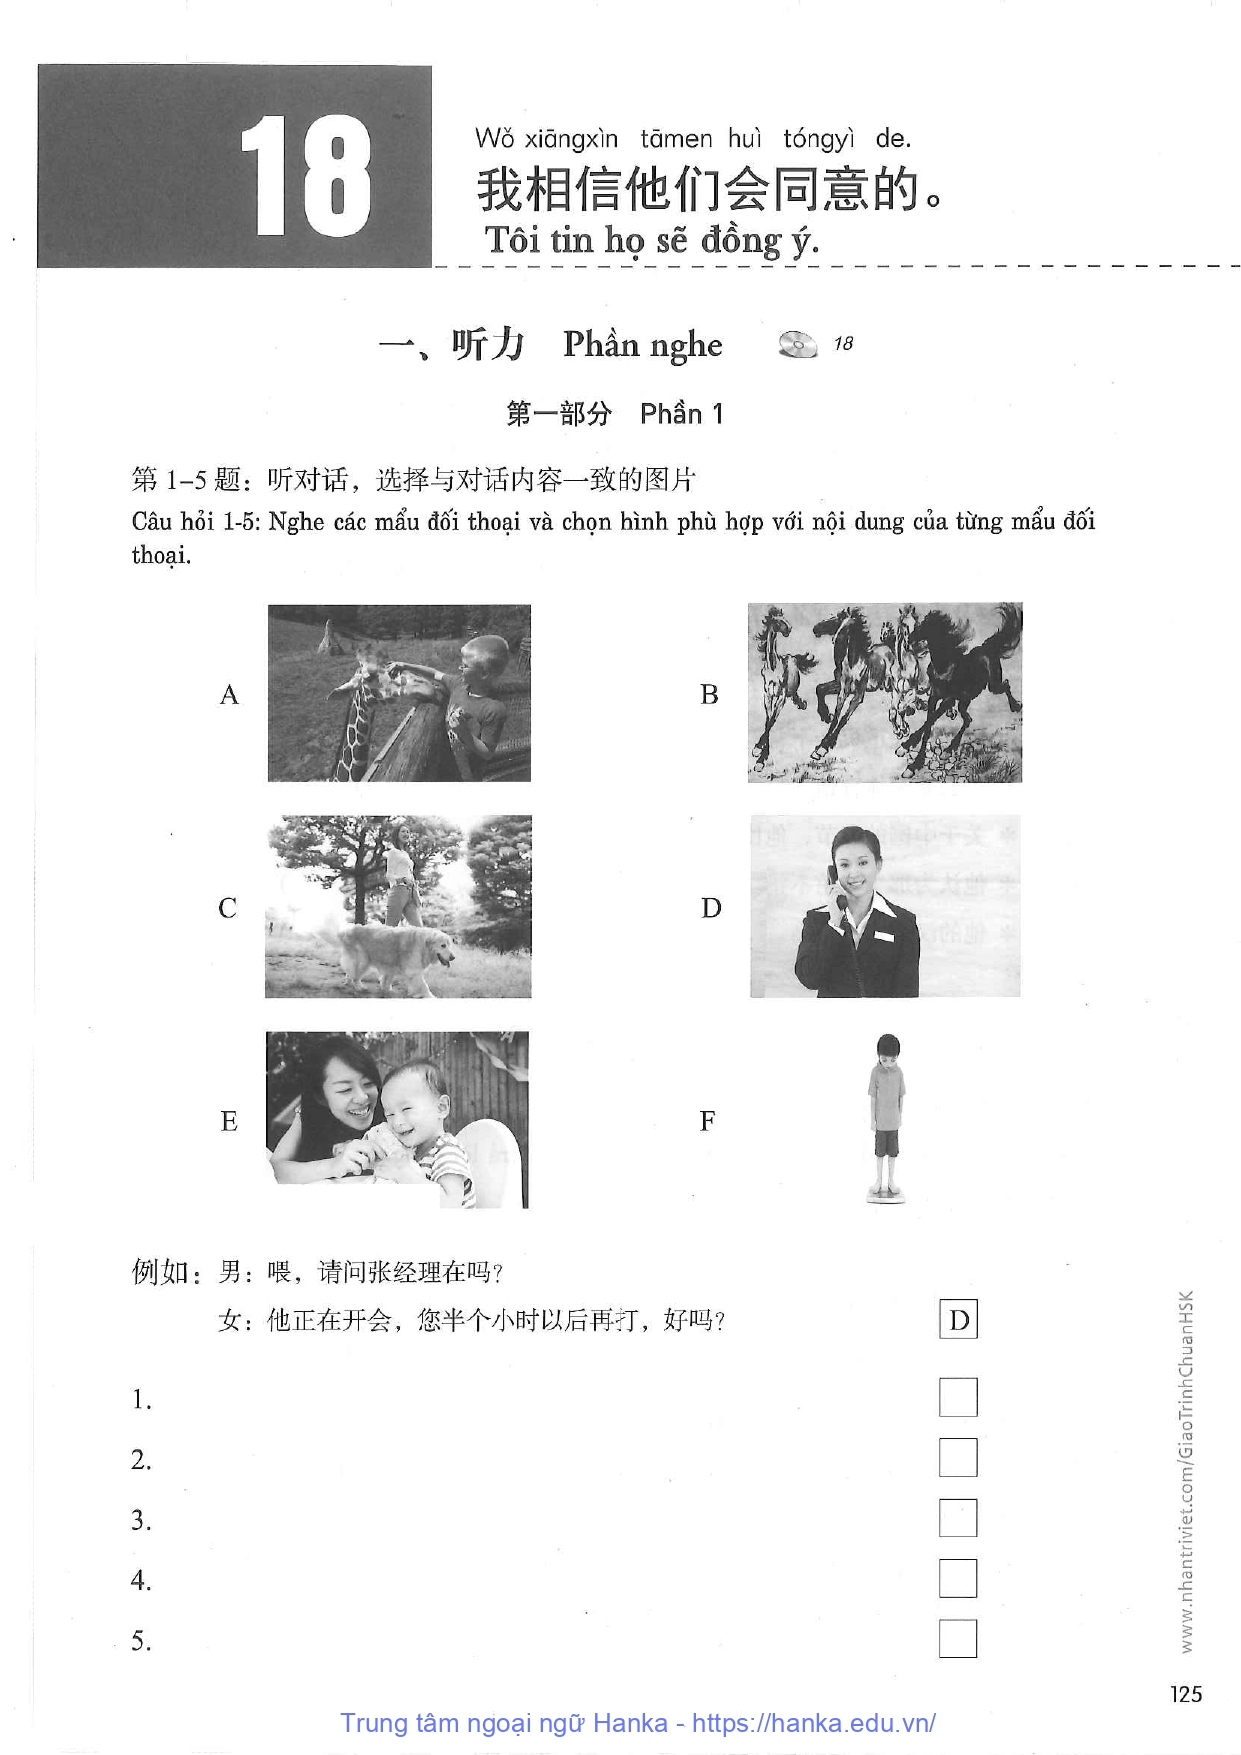 18
Wǒ xiāngxìn tāmen huì tóngyì de.
我相信他们会同意的。
Tôi tin họ sẽ đồng ý.
一、听力 Phần nghe 18
第一部分 Phần 1
第 1-5 题：听对话，选择与对话内容一致的图片
Câu hỏi 1-5: Nghe các mẩu đối thoại và chọn hình phù hợp với nội dung của từng mẩu đối
thoại.
A
B
C
D
E
F
例如：男：喂，请问张经理在吗？
女：他正在开会，您半个小时以后再打，好吗？ D
1.
2.
3.
4.
5.
www.nhantriviet.com/GiaoTrinhChuanHSK
125
Trung tâm ngoại ngữ Hanka - https://hanka.edu.vn/